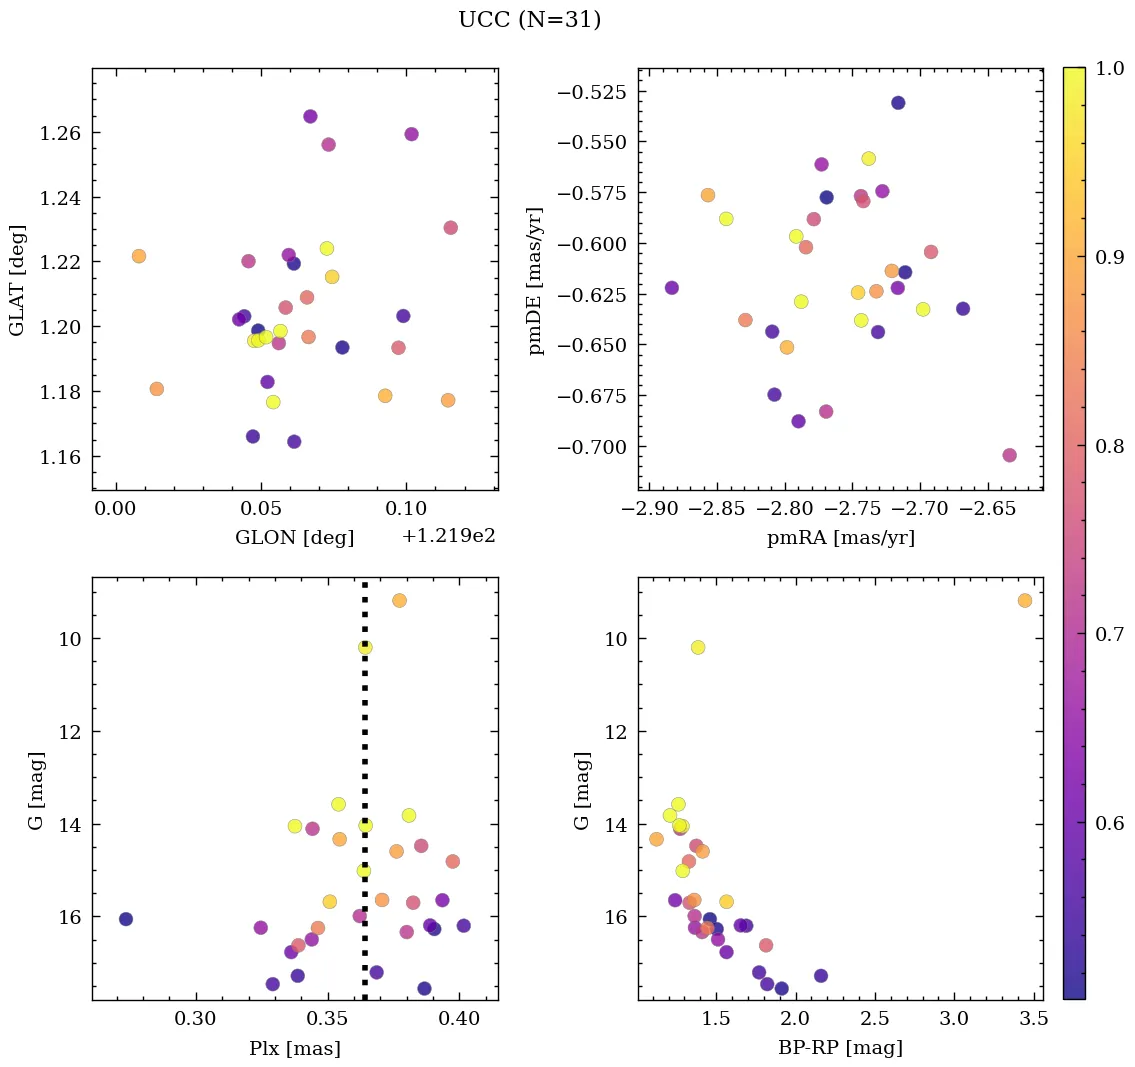 UCC (N=31)
1.26
1.24
1.22
1.20
1.18
1.16
GLAT [deg]
0.00 0.05 0.10
GLON [deg] +1.219e2
−0.525
−0.550
−0.575
−0.600
−0.625
−0.650
−0.675
−0.700
pmDE [mas/yr]
−2.90 −2.85 −2.80 −2.75 −2.70 −2.65
pmRA [mas/yr]
10
12
14
16
G [mag]
0.30 0.35 0.40
Plx [mas]
10
12
14
16
G [mag]
1.5 2.0 2.5 3.0 3.5
BP-RP [mag]
1.0
0.9
0.8
0.7
0.6